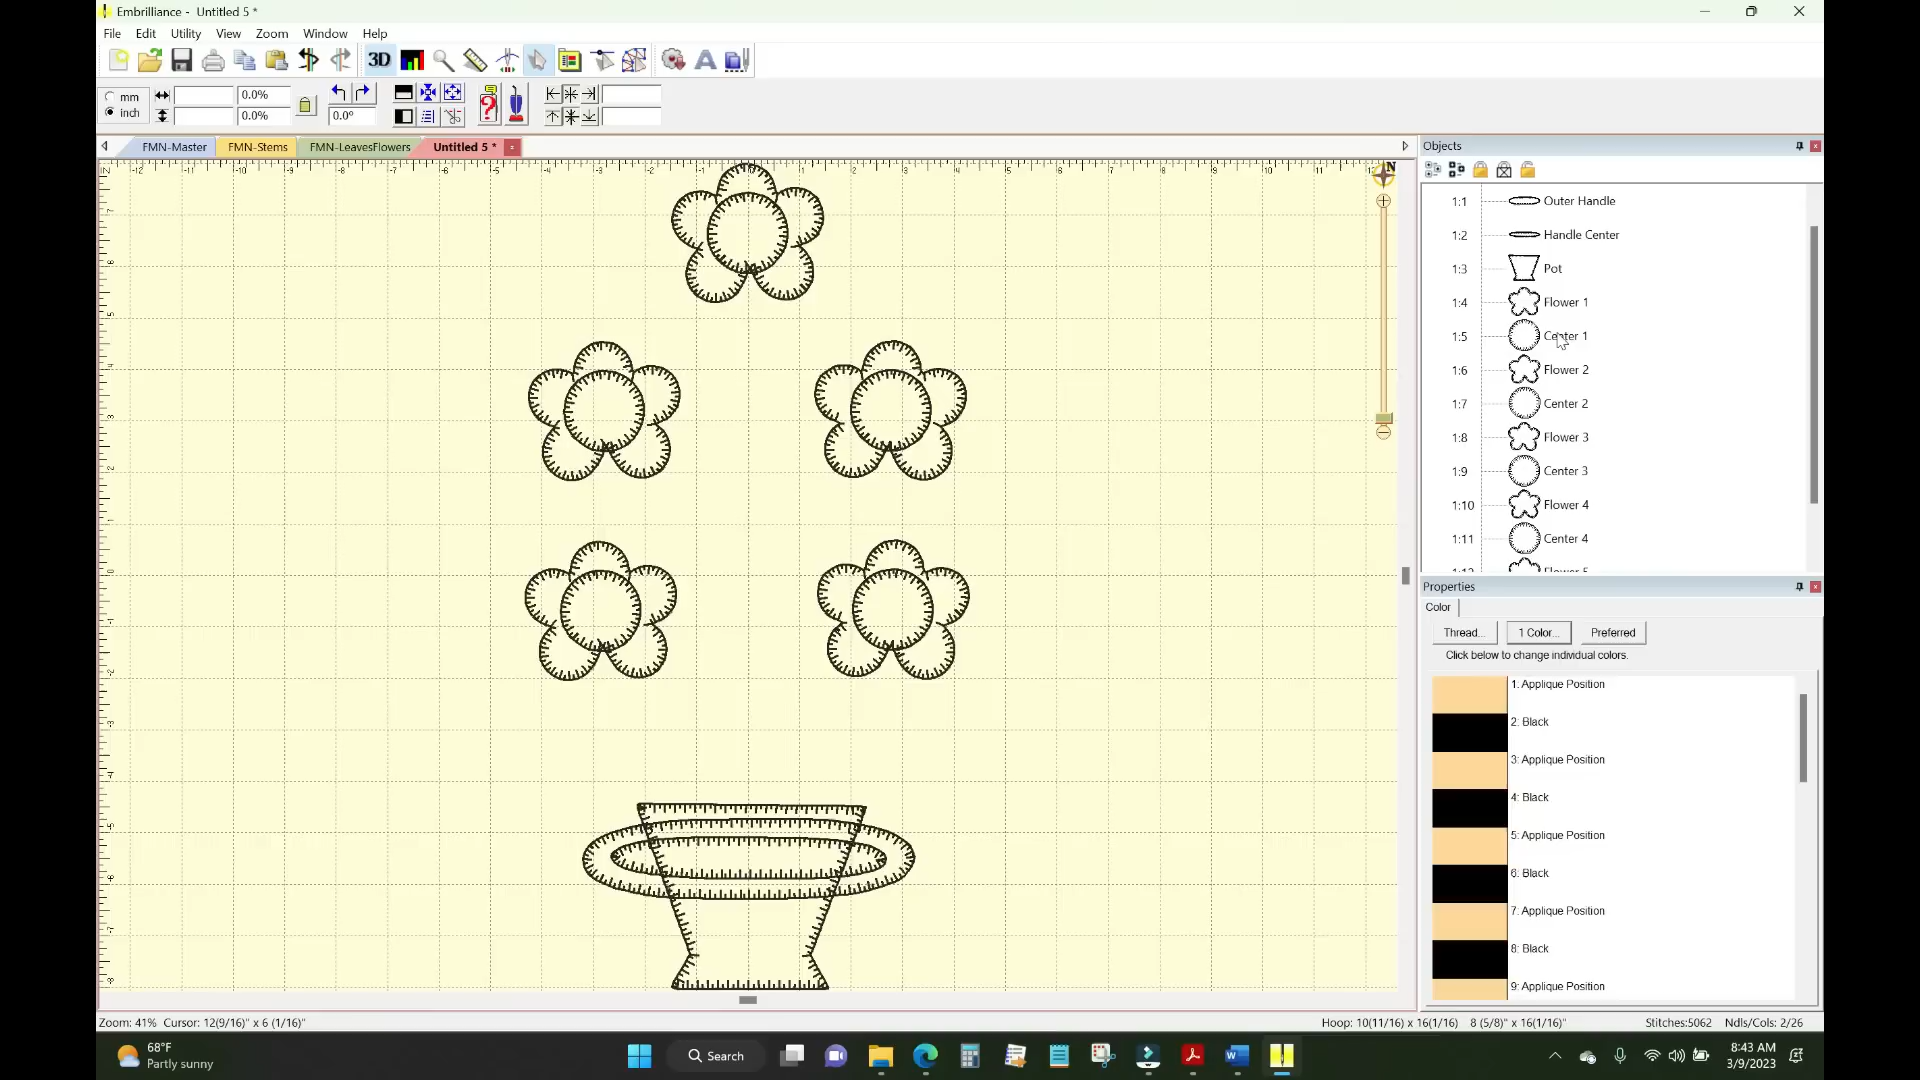 Embrilliance - Untitled 5 *
File Edit Utility View Zoom Window Help
3D
mm
inch
0.0%
0.0%
0.0°
FMN-Master
FMN-Stems
FMN-LeavesFlowers
Untitled 5 *
N
Objects
1:1 Outer Handle
1:2 Handle Center
1:3 Pot
1:4 Flower 1
1:5 Center 1
1:6 Flower 2
1:7 Center 2
1:8 Flower 3
1:9 Center 3
1:10 Flower 4
1:11 Center 4
1:12 Flower 5
Properties
Color
Thread... 1 Color... Preferred
Click below to change individual colors.
1: Applique Position
2: Black
3: Applique Position
4: Black
5: Applique Position
6: Black
7: Applique Position
8: Black
9: Applique Position
Zoom: 41% Cursor: 12(9/16)" x 6 (1/16)"
Hoop: 10(11/16) x 16(1/16) 8 (5/8)" x 16(1/16)" Stitches:5062 Ndls/Cols: 2/26
68°F
Partly sunny
Search
8:43 AM
3/9/2023